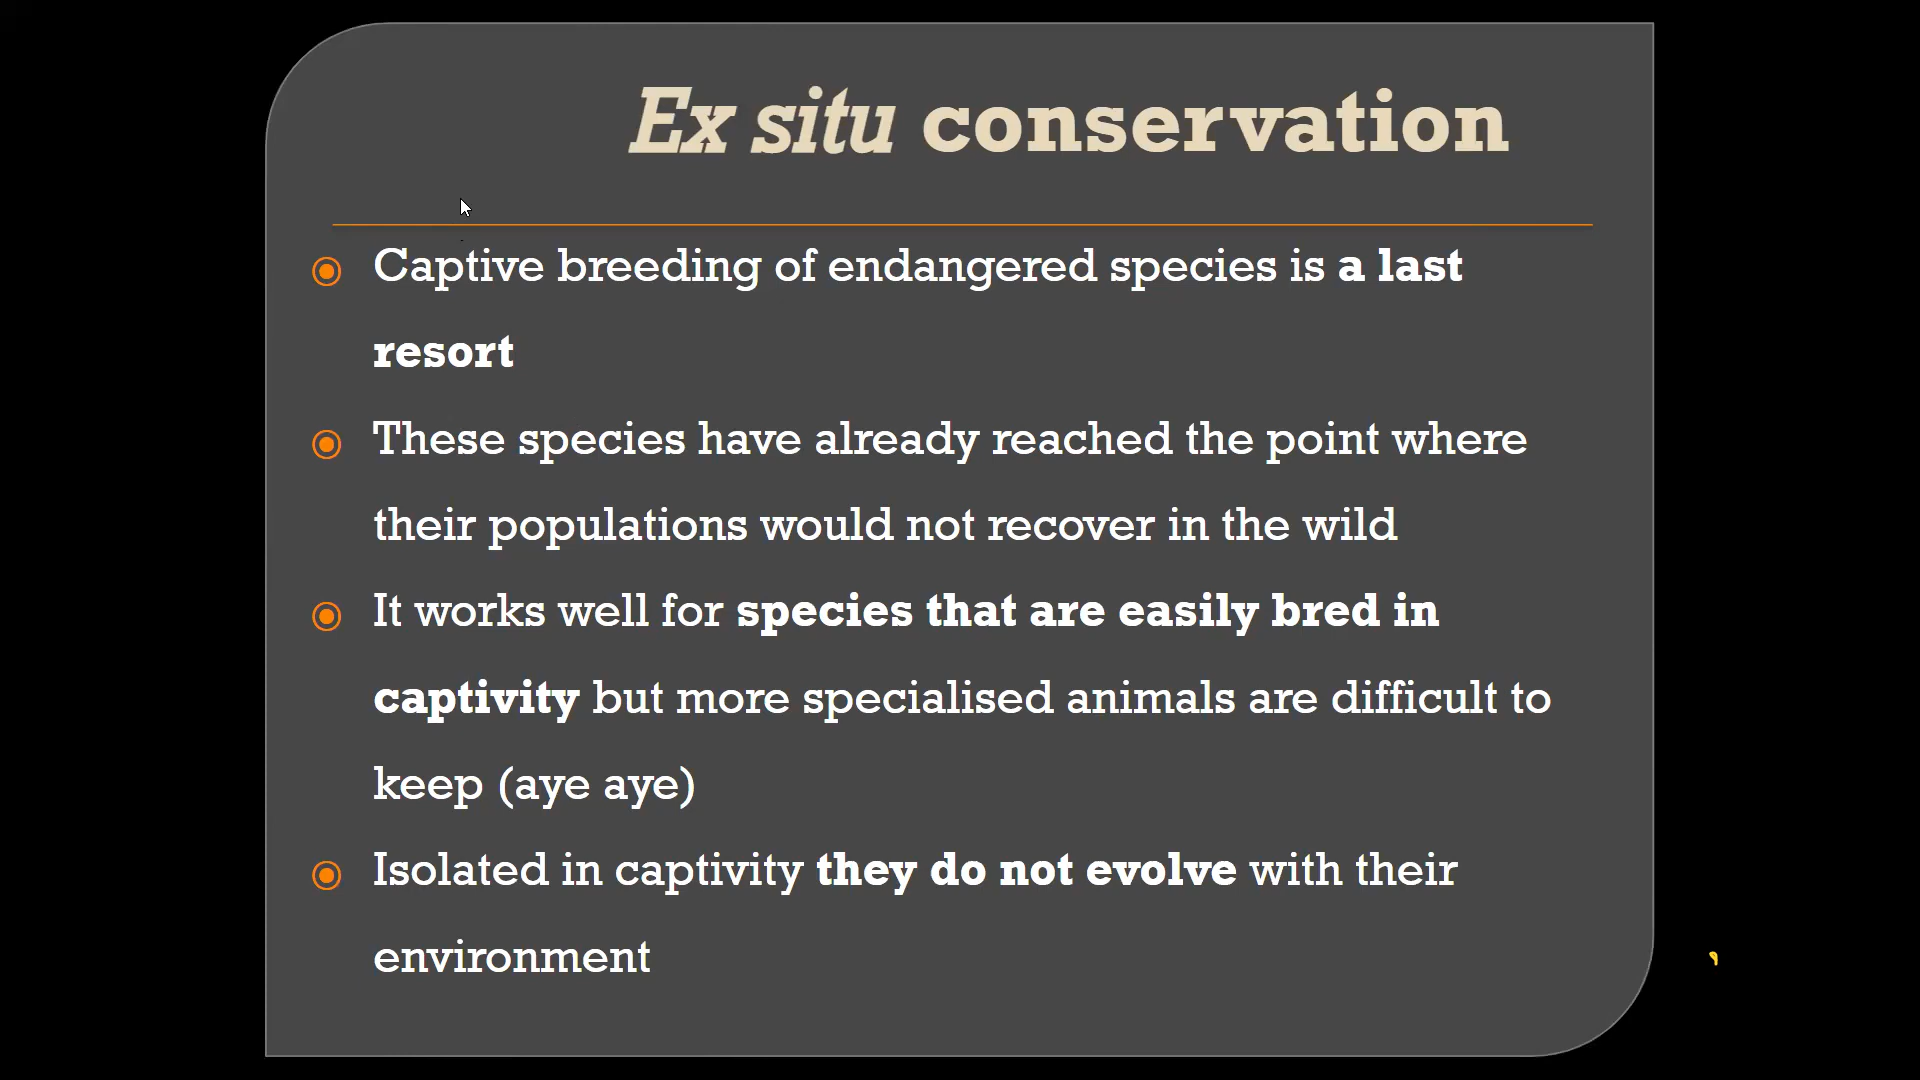 Ex situ conservation
Captive breeding of endangered species is a last
resort
These species have already reached the point where
their populations would not recover in the wild
It works well for species that are easily bred in
captivity but more specialised animals are difficult to
keep (aye aye)
Isolated in captivity they do not evolve with their
environment